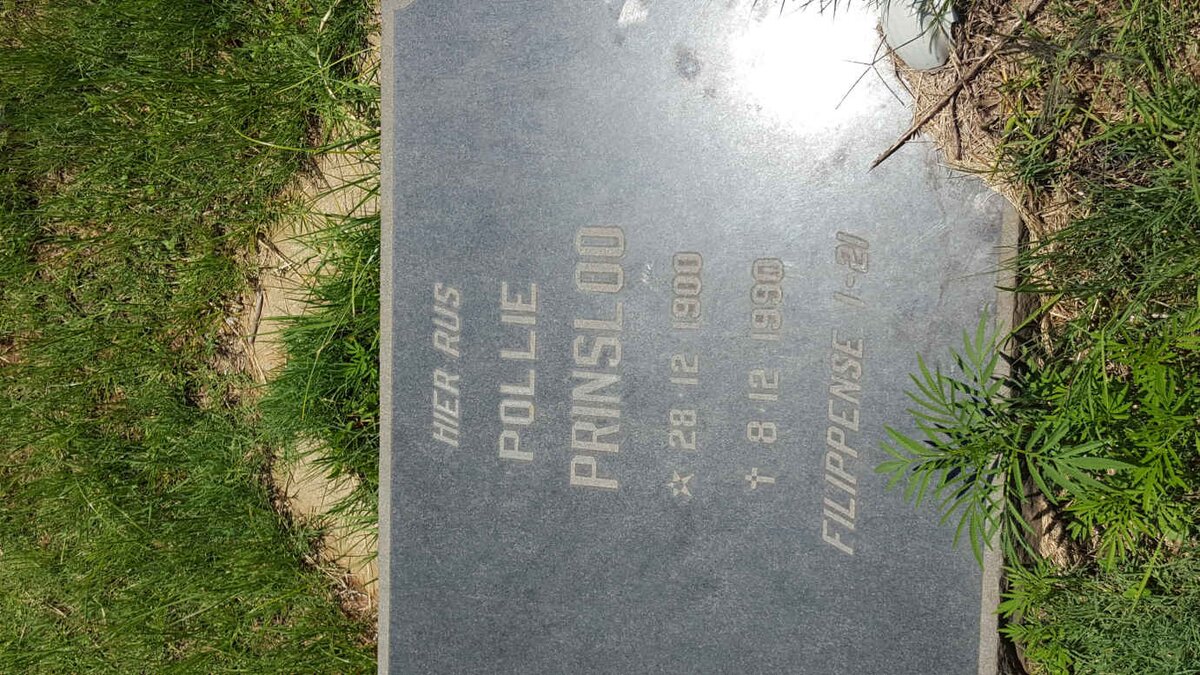 HIER RUS
POLLIE
PRINSLOO
☆ 28·12·1900
✝ 8·12·1990
FILIPPENSE 1-21